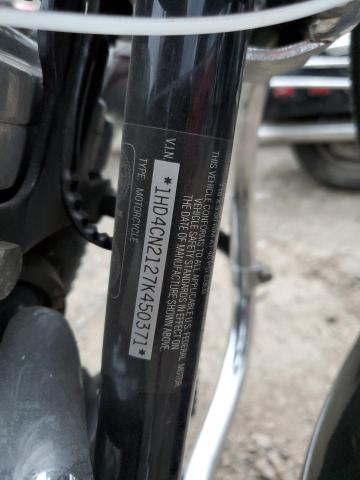 THIS VEHICLE CONFORMS TO ALL APPLICABLE U.S. FEDERAL MOTOR
VEHICLE SAFETY STANDARDS IN EFFECT ON
THE DATE OF MANUFACTURE SHOWN ABOVE
V.I.N.
*1HD4CN2127K450371*
TYPE: MOTORCYCLE